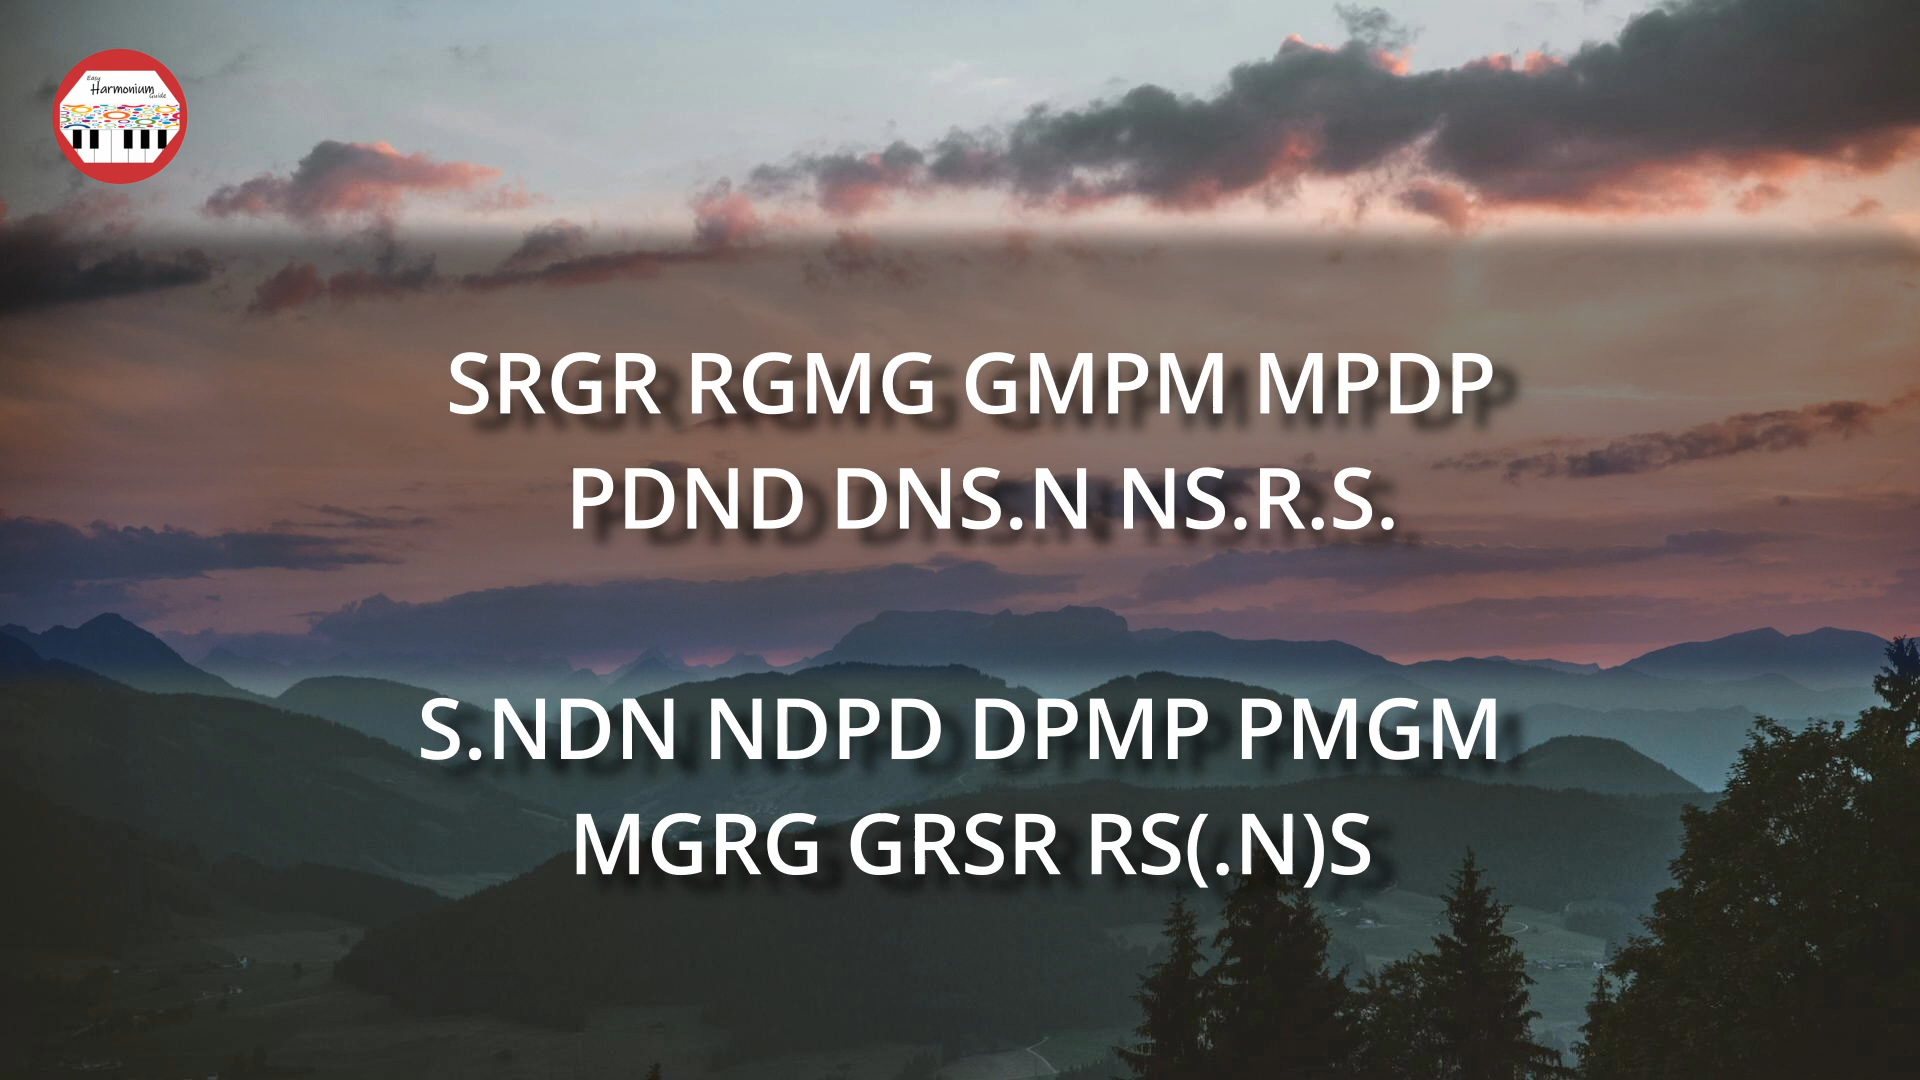 Easy
Harmonium
Guide
SRGR RGMG GMPM MPDP
PDND DNS.N NS.R.S.
S.NDN NDPD DPMP PMGM
MGRG GRSR RS(.N)S